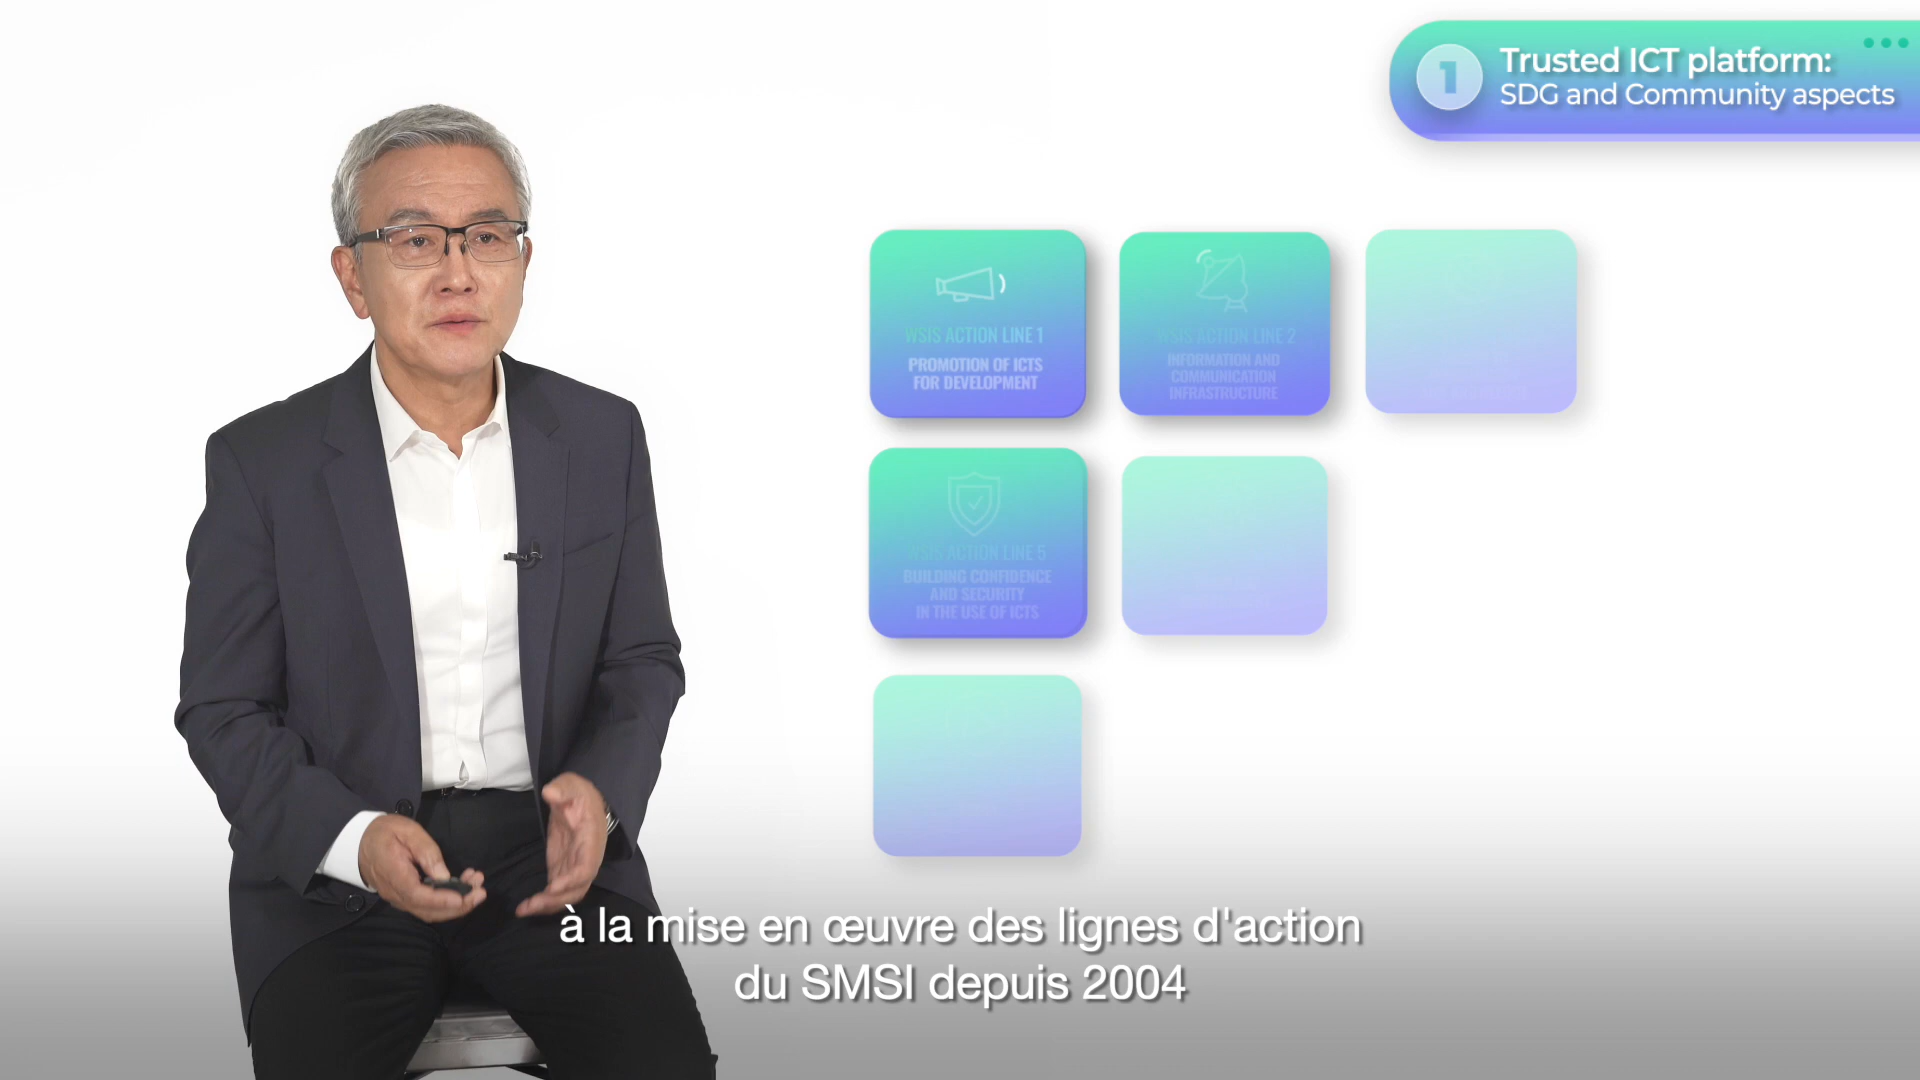 1
Trusted ICT platform:
SDG and Community aspects
WSIS ACTION LINE 1
PROMOTION OF ICTS
FOR DEVELOPMENT
WSIS ACTION LINE 2
INFORMATION AND
COMMUNICATION
INFRASTRUCTURE
WSIS ACTION LINE 5
BUILDING CONFIDENCE
AND SECURITY
IN THE USE OF ICTS
à la mise en œuvre des lignes d'action
du SMSI depuis 2004